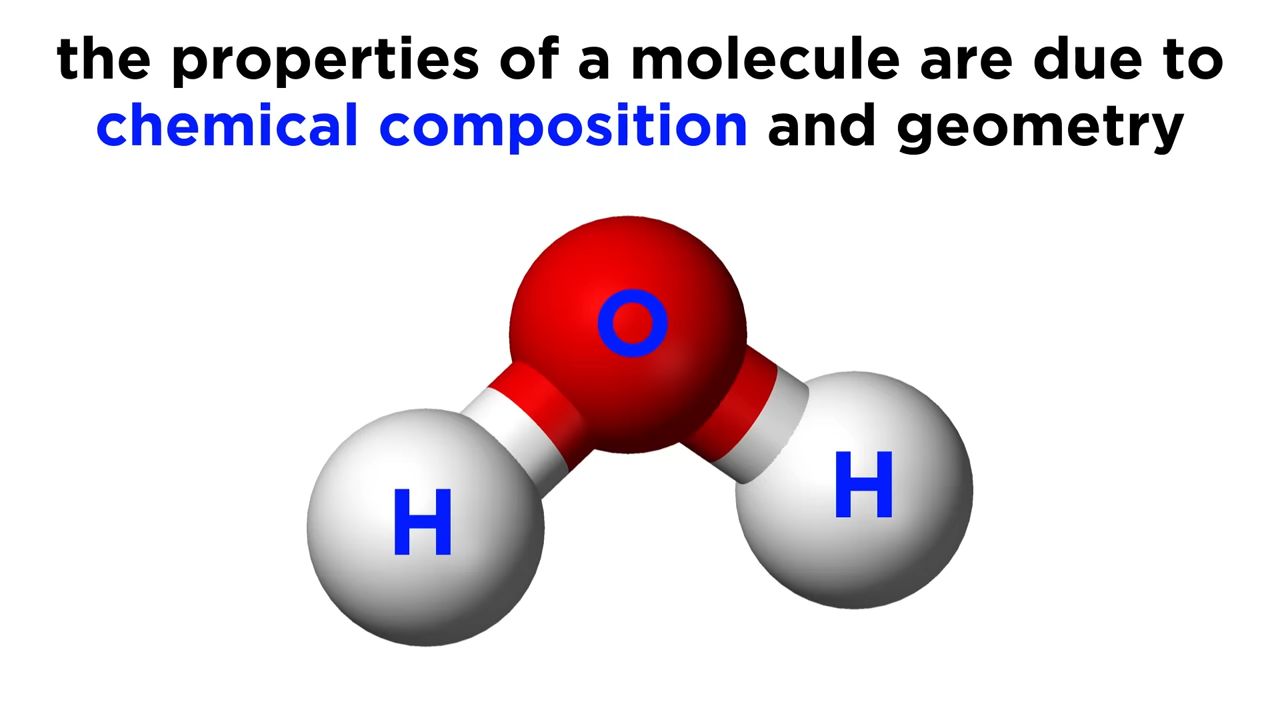 the properties of a molecule are due to
chemical composition and geometry
O
H
H